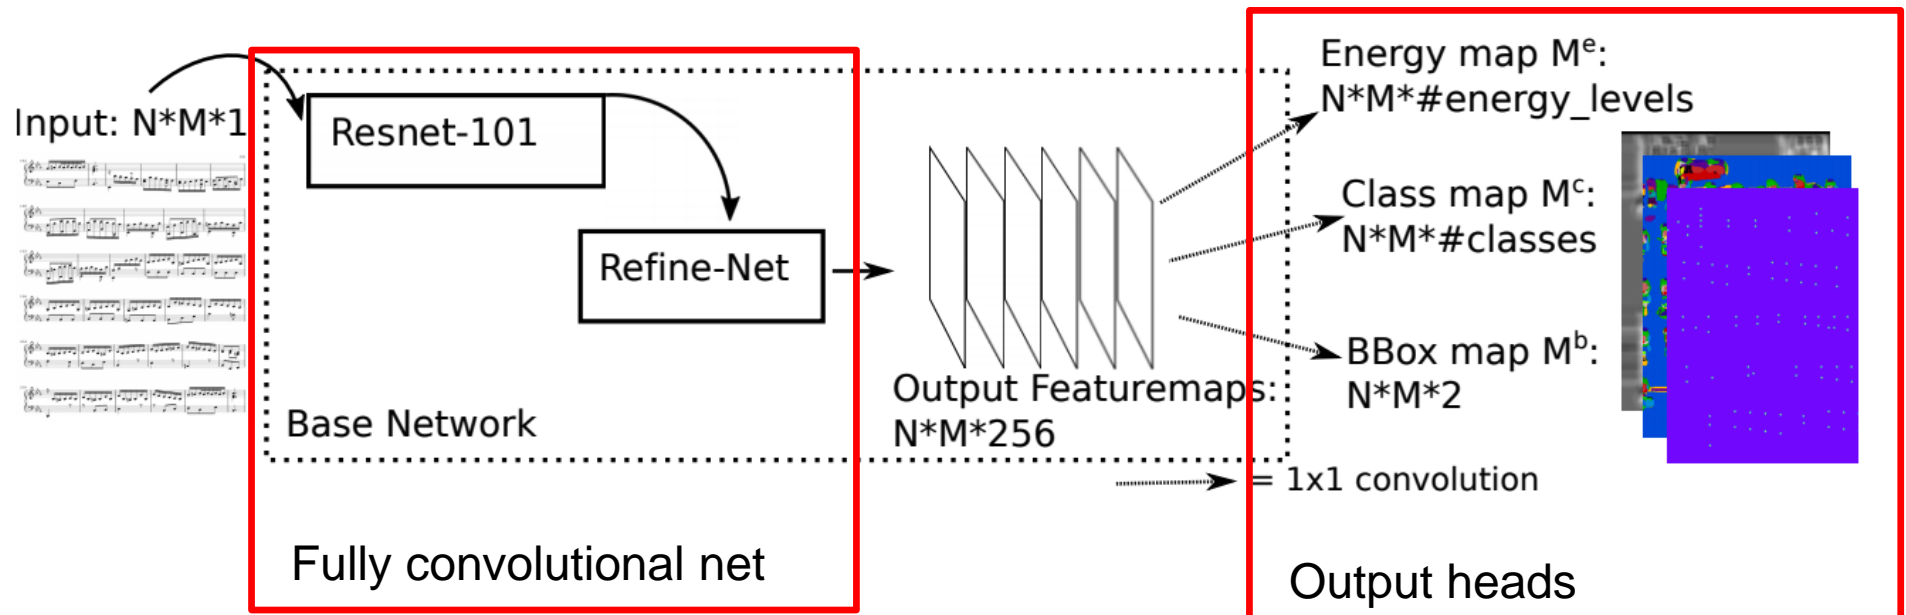 Input: N*M*1
Resnet-101
Refine-Net
Base Network
Output Featuremaps:
N*M*256
Energy map Mᵉ:
N*M*#energy_levels
Class map Mᶜ:
N*M*#classes
BBox map Mᵇ:
N*M*2
= 1x1 convolution
Fully convolutional net
Output heads